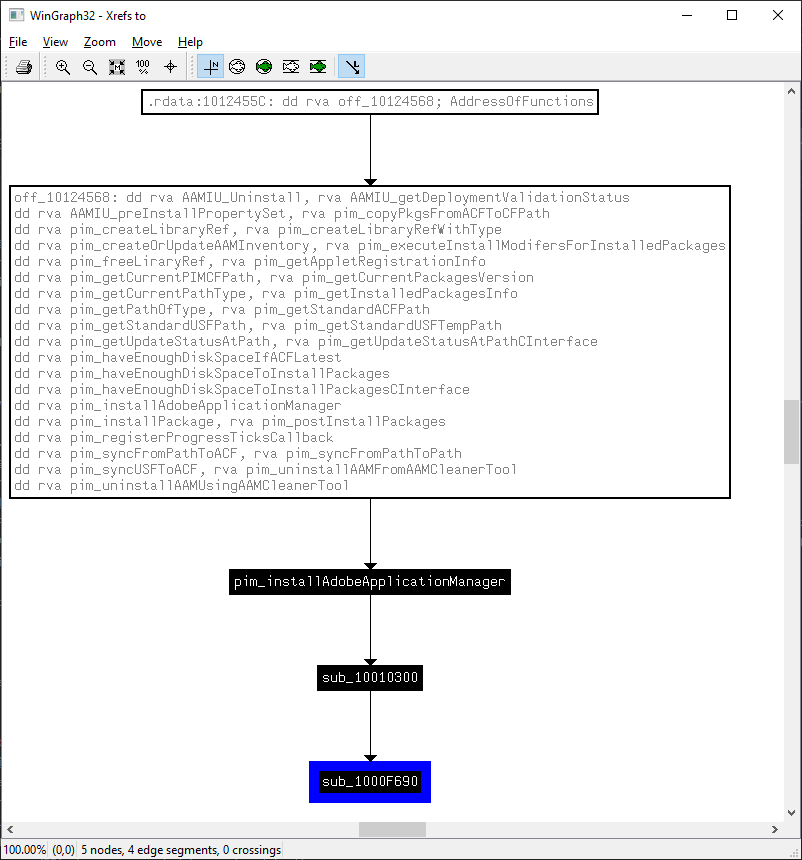 WinGraph32 - Xrefs to
File View Zoom Move Help
100 %
N
.rdata:1012455C: dd rva off_10124568; AddressOfFunctions
off_10124568: dd rva AAMIU_Uninstall, rva AAMIU_getDeploymentValidationStatus
dd rva AAMIU_preInstallPropertySet, rva pim_copyPkgsFromACFToCFPath
dd rva pim_createLibraryRef, rva pim_createLibraryRefWithType
dd rva pim_createOrUpdateAAMInventory, rva pim_executeInstallModifersForInstalledPackages
dd rva pim_freeLiraryRef, rva pim_getAppletRegistrationInfo
dd rva pim_getCurrentPIMCFPath, rva pim_getCurrentPackagesVersion
dd rva pim_getCurrentPathType, rva pim_getInstalledPackagesInfo
dd rva pim_getPathOfType, rva pim_getStandardACFPath
dd rva pim_getStandardUSFPath, rva pim_getStandardUSFTempPath
dd rva pim_getUpdateStatusAtPath, rva pim_getUpdateStatusAtPathCInterface
dd rva pim_haveEnoughDiskSpaceIfACFLatest
dd rva pim_haveEnoughDiskSpaceToInstallPackages
dd rva pim_haveEnoughDiskSpaceToInstallPackagesCInterface
dd rva pim_installAdobeApplicationManager
dd rva pim_installPackage, rva pim_postInstallPackages
dd rva pim_registerProgressTicksCallback
dd rva pim_syncFromPathToACF, rva pim_syncFromPathToPath
dd rva pim_syncUSFToACF, rva pim_uninstallAAMFromAAMCleanerTool
dd rva pim_uninstallAAMUsingAAMCleanerTool
pim_installAdobeApplicationManager
sub_10010300
sub_1000F690
100.00% (0,0) 5 nodes, 4 edge segments, 0 crossings